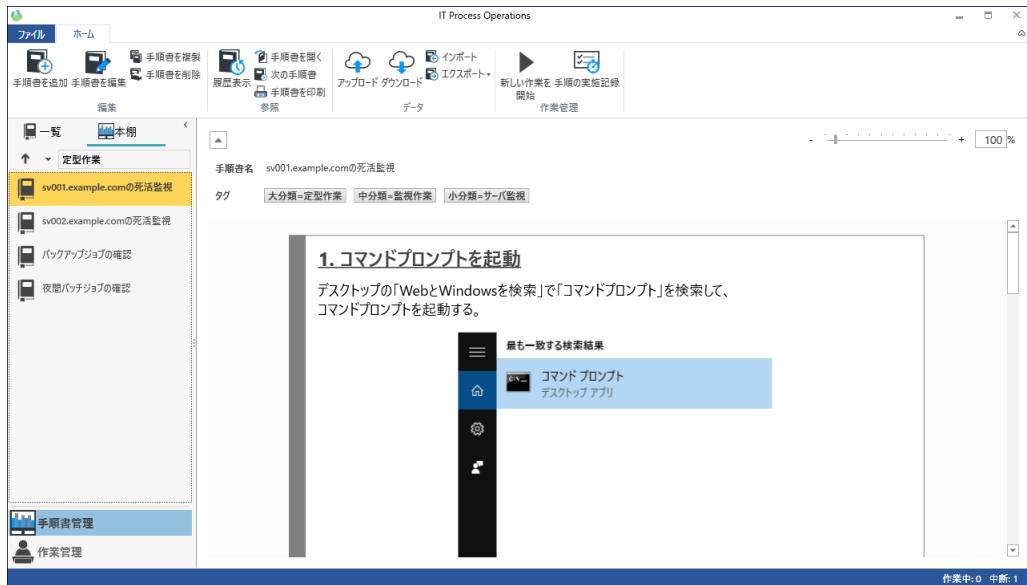 IT Process Operations
ファイル ホーム
手順書を追加 手順書を編集 手順書を複製 手順書を削除
編集
履歴表示 手順書を開く 次の手順書 手順書を印刷
参照
アップロード ダウンロード インポート エクスポート
データ
新しい作業を開始 手順の実施記録
作業管理
一覧 本棚
定型作業
sv001.example.comの死活監視
sv002.example.comの死活監視
バックアップジョブの確認
夜間バッチジョブの確認
手順書管理
作業管理
- + 100 %
手順書名 sv001.example.comの死活監視
タグ 大分類=定型作業 中分類=監視作業 小分類=サーバ監視
1. コマンドプロンプトを起動
デスクトップの「WebとWindowsを検索」で「コマンドプロンプト」を検索して、
コマンドプロンプトを起動する。
最も一致する検索結果
コマンド プロンプト
デスクトップ アプリ
作業中: 0 中断: 1